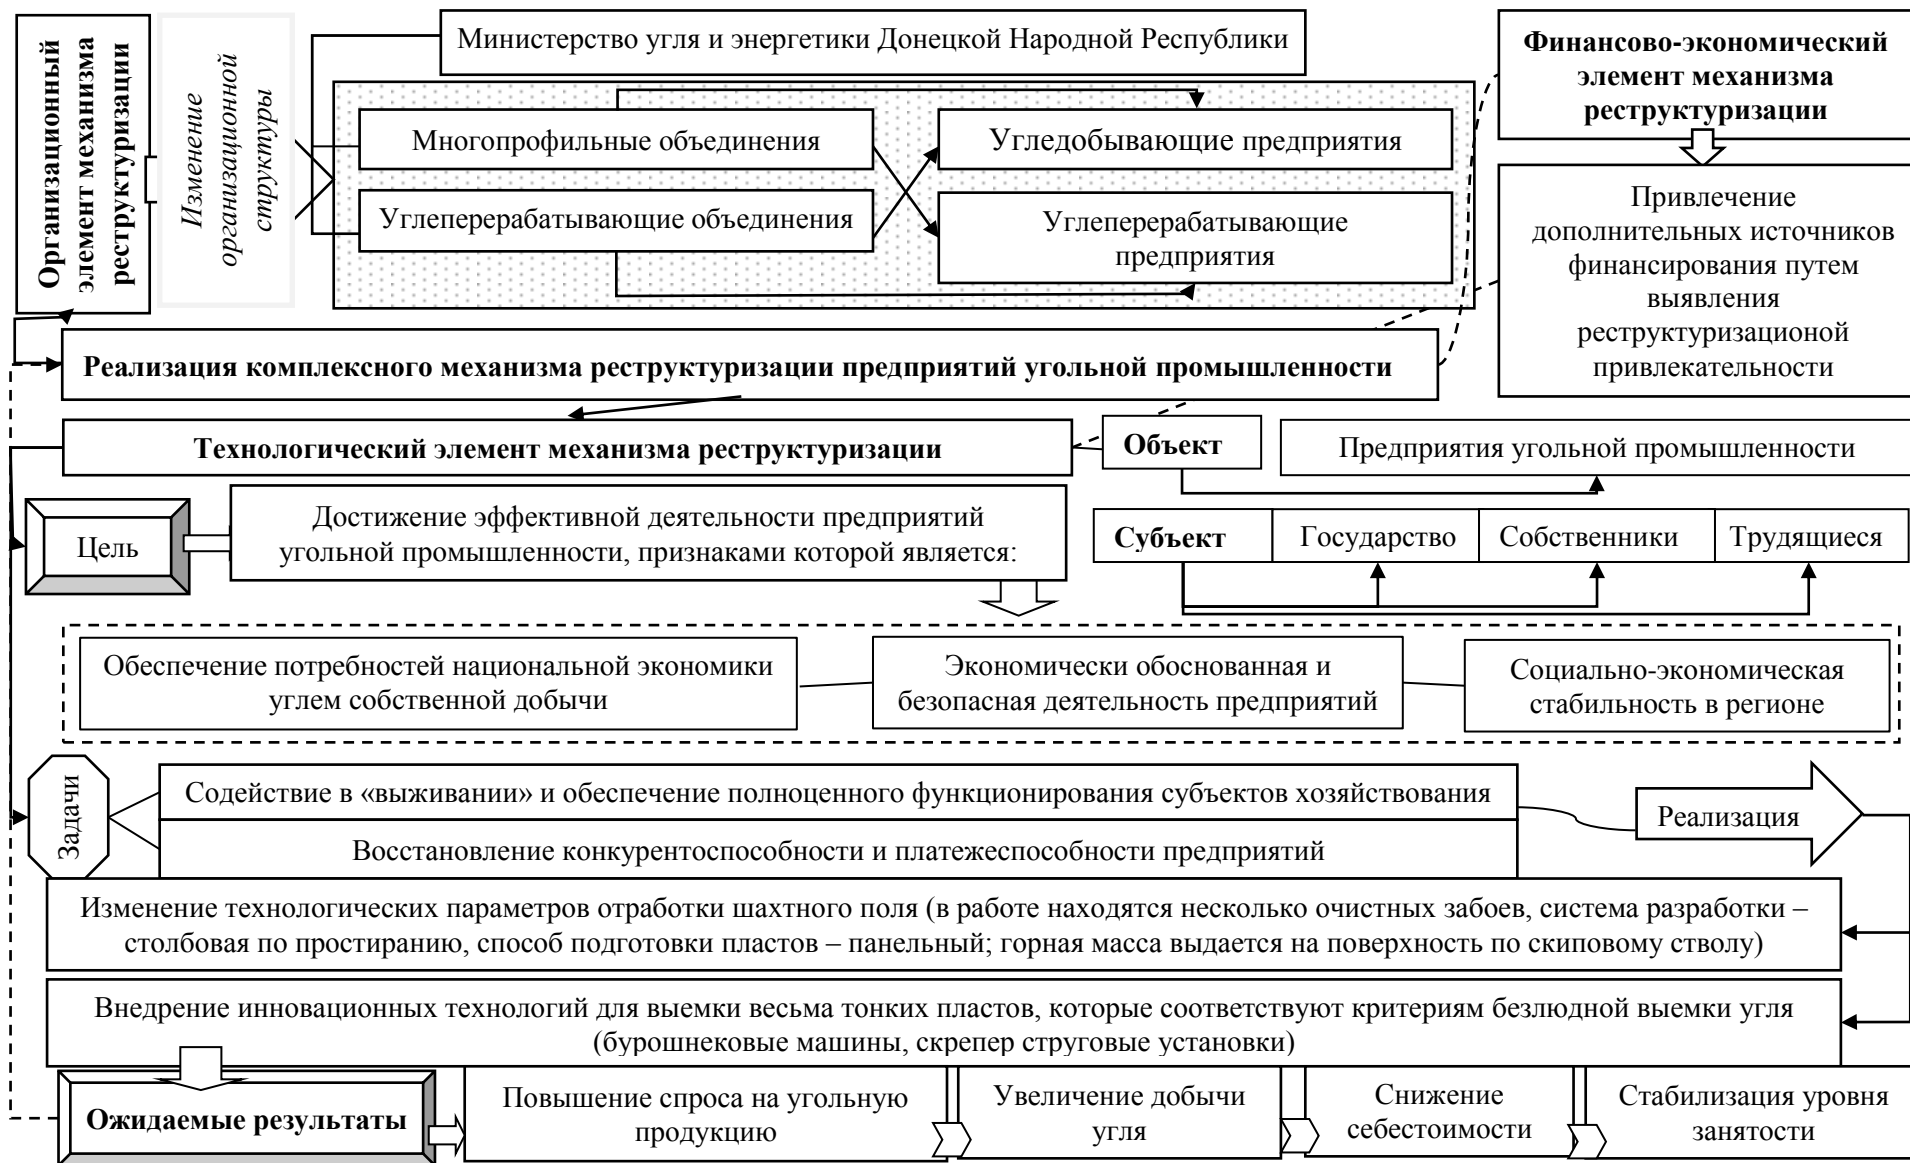 Организационный
элемент механизма
реструктуризации
Изменение
организационной
структуры
Министерство угля и энергетики Донецкой Народной Республики
Многопрофильные объединения
Угледобывающие предприятия
Углеперерабатывающие объединения
Углеперерабатывающие
предприятия
Финансово-экономический
элемент механизма
реструктуризации
Привлечение
дополнительных источников
финансирования путем
выявления
реструктуризационой
привлекательности
Реализация комплексного механизма реструктуризации предприятий угольной промышленности
Технологический элемент механизма реструктуризации
Объект
Предприятия угольной промышленности
Цель
Достижение эффективной деятельности предприятий
угольной промышленности, признаками которой является:
Субъект
Государство
Собственники
Трудящиеся
Обеспечение потребностей национальной экономики
углем собственной добычи
Экономически обоснованная и
безопасная деятельность предприятий
Социально-экономическая
стабильность в регионе
Задачи
Содействие в «выживании» и обеспечение полноценного функционирования субъектов хозяйствования
Восстановление конкурентоспособности и платежеспособности предприятий
Реализация
Изменение технологических параметров отработки шахтного поля (в работе находятся несколько очистных забоев, система разработки –
столбовая по простиранию, способ подготовки пластов – панельный; горная масса выдается на поверхность по скиповому стволу)
Внедрение инновационных технологий для выемки весьма тонких пластов, которые соответствуют критериям безлюдной выемки угля
(бурошнековые машины, скрепер струговые установки)
Ожидаемые результаты
Повышение спроса на угольную
продукцию
Увеличение добычи
угля
Снижение
себестоимости
Стабилизация уровня
занятости